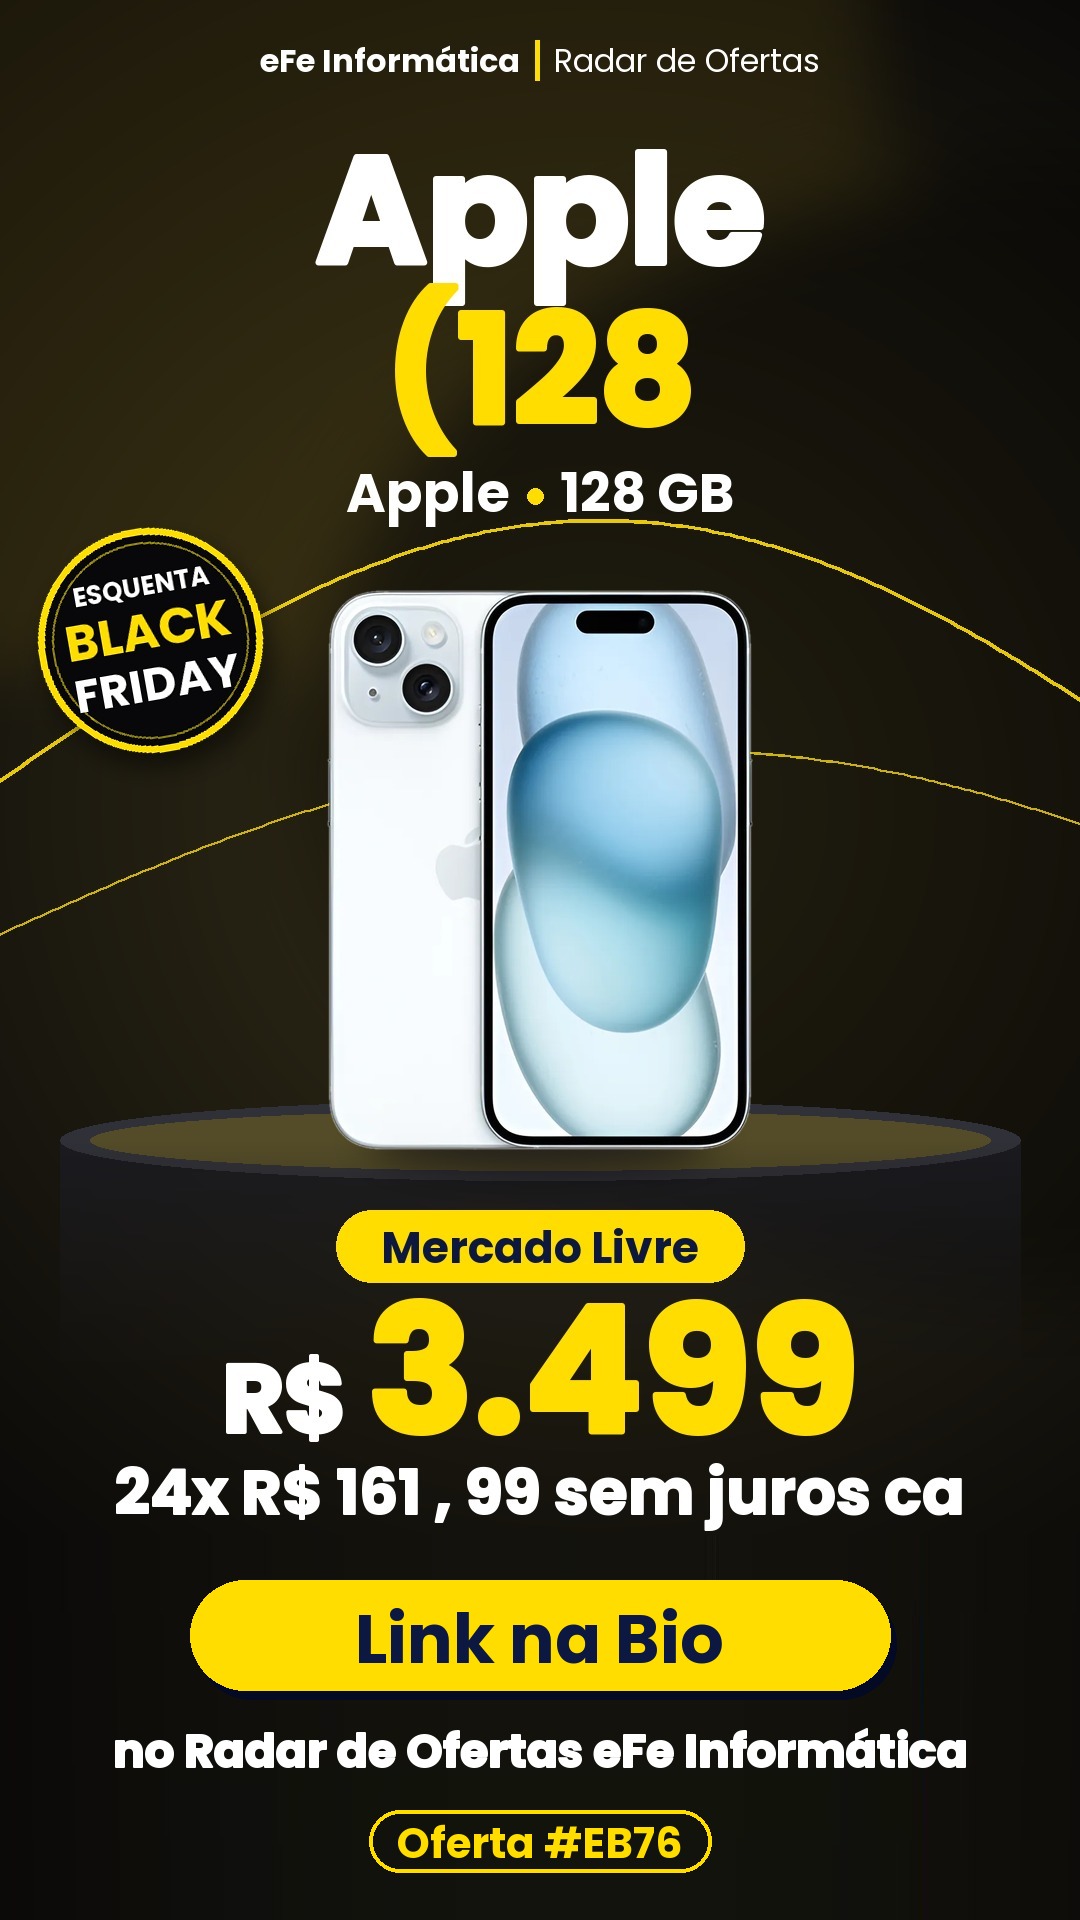 eFe Informática | Radar de Ofertas
Apple
(128
Apple • 128 GB
ESQUENTA
BLACK
FRIDAY
Mercado Livre
R$ 3.499
24x R$ 161 , 99 sem juros ca
Link na Bio
no Radar de Ofertas eFe Informática
Oferta #EB76